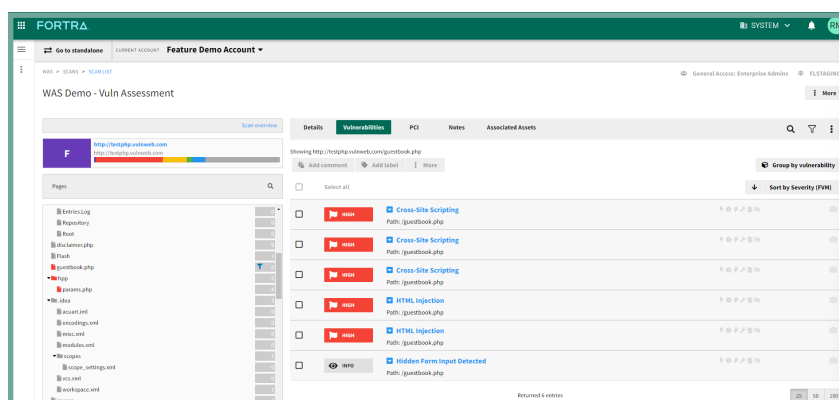 FORTRA
SYSTEM
RM
Go to standalone
CURRENT ACCOUNT Feature Demo Account
WAS > SCANS > SCAN LIST
General Access: Enterprise Admins
FLSTAGING
WAS Demo - Vuln Assessment
More
Scan overview
F
http://testphp.vulnweb.com
http://testphp.vulnweb.com
Pages
Entries.Log
Repository
Root
disclaimer.php
Flash
guestbook.php
hpp
params.php
.idea
acuart.iml
encodings.xml
misc.xml
modules.xml
scopes
scope_settings.xml
vcs.xml
workspace.xml
Details Vulnerabilities PCI Notes Associated Assets
Showing http://testphp.vulnweb.com/guestbook.php
Add comment Add label More
Group by vulnerability
Select all
Sort by Severity (FVM)
HIGH Cross-Site Scripting
Path: /guestbook.php
HIGH Cross-Site Scripting
Path: /guestbook.php
HIGH Cross-Site Scripting
Path: /guestbook.php
HIGH HTML Injection
Path: /guestbook.php
HIGH HTML Injection
Path: /guestbook.php
INFO Hidden Form Input Detected
Path: /guestbook.php
Returned 6 entries
25 50 100